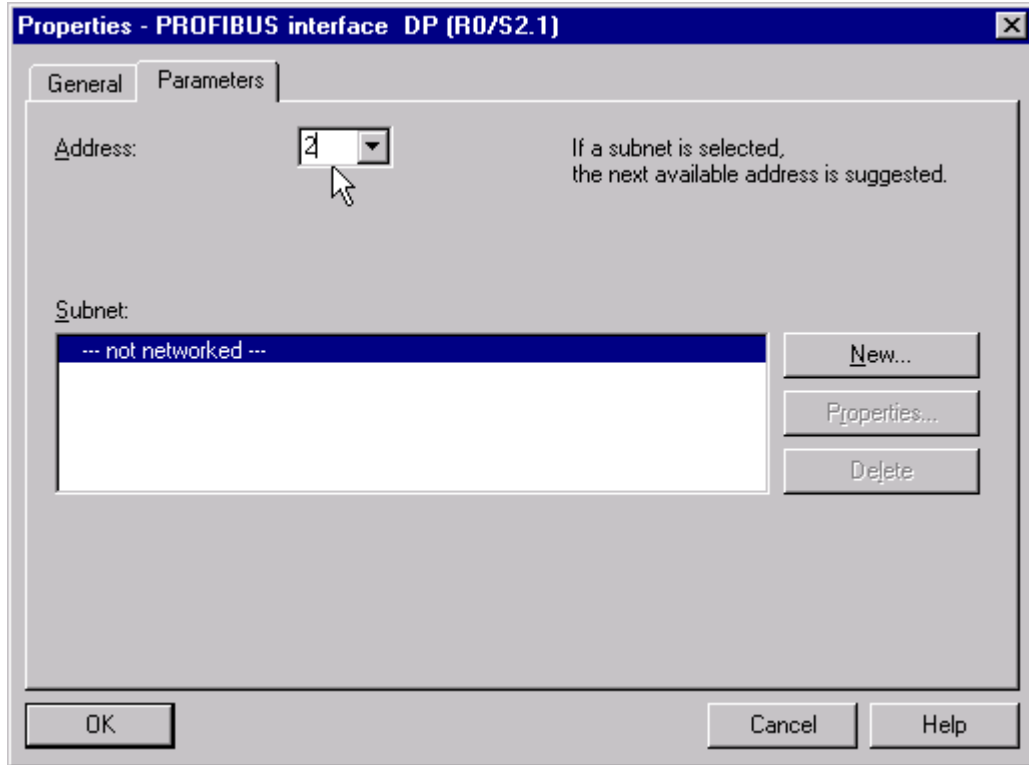 Properties - PROFIBUS interface  DP (R0/S2.1)
General
Parameters
Address:
2
If a subnet is selected,
the next available address is suggested.
Subnet:
--- not networked ---
New...
Properties...
Delete
OK
Cancel
Help